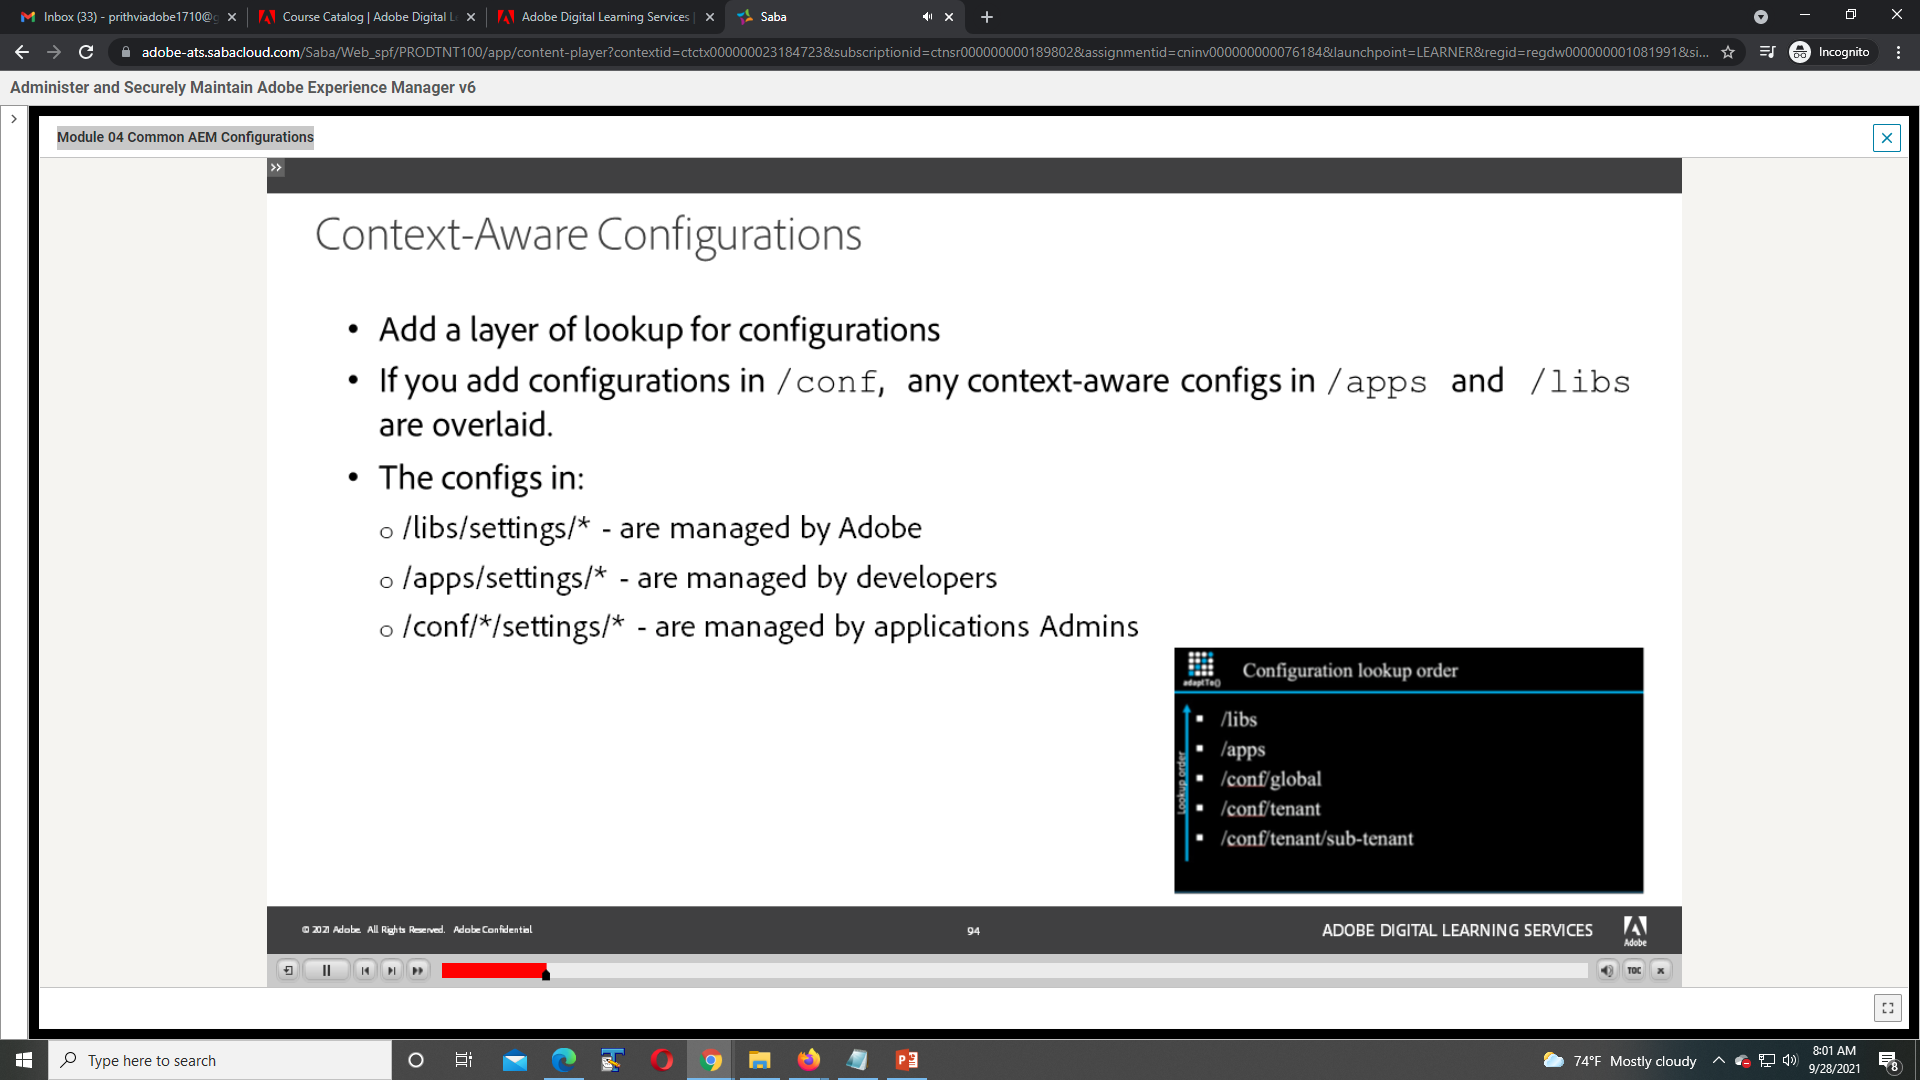 Inbox (33) - prithviadobe1710@g
Course Catalog | Adobe Digital L
Adobe Digital Learning Services |
Saba
adobe-ats.sabacloud.com/Saba/Web_spf/PRODTNT100/app/content-player?contextid=ctctx000000023184723&subscriptionid=ctnsr0000000000189802&assignmentid=cninv000000000076184&launchpoint=LEARNER&regid=regdw000000001081991&si...
Incognito
Administer and Securely Maintain Adobe Experience Manager v6
Module 04 Common AEM Configurations
Context-Aware Configurations
• Add a layer of lookup for configurations
• If you add configurations in /conf, any context-aware configs in /apps and /libs
are overlaid.
• The configs in:
o /libs/settings/* - are managed by Adobe
o /apps/settings/* - are managed by developers
o /conf/*/settings/* - are managed by applications Admins
adaptTo()
Configuration lookup order
Lookup order
▪ /libs
▪ /apps
▪ /conf/global
▪ /conf/tenant
▪ /conf/tenant/sub-tenant
© 2021 Adobe. All Rights Reserved. Adobe Confidential
94
ADOBE DIGITAL LEARNING SERVICES
Adobe
TOC
Type here to search
74°F Mostly cloudy
8:01 AM
9/28/2021
8